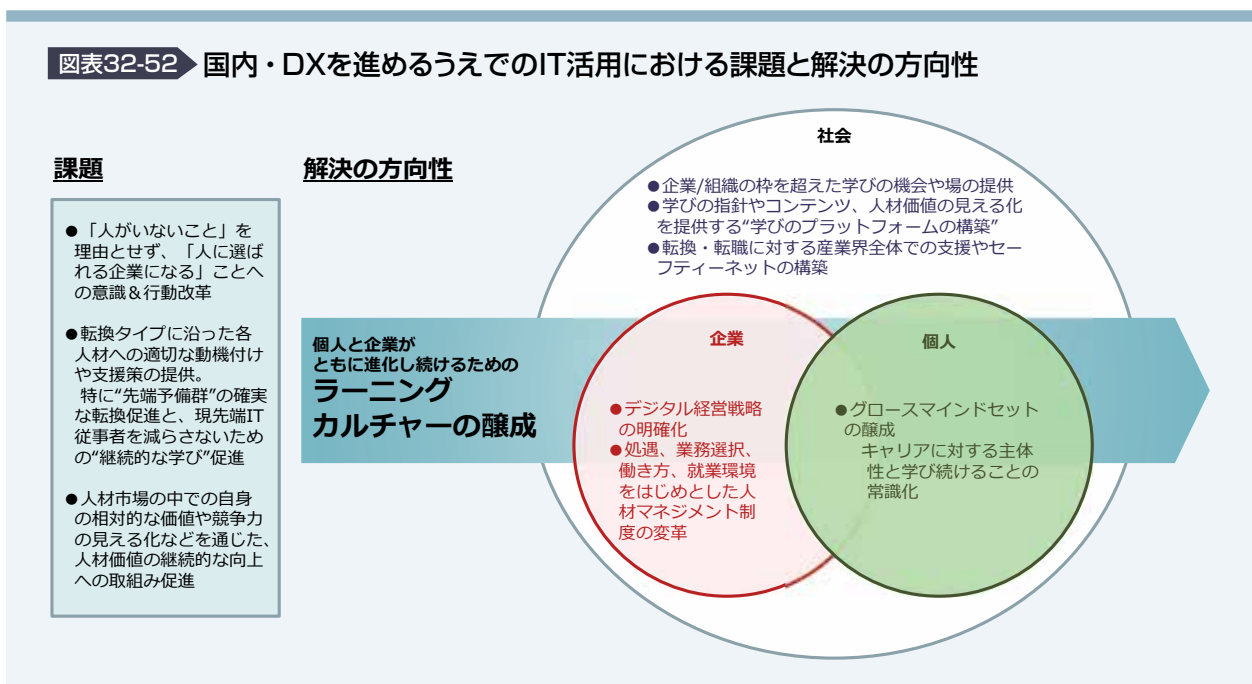 図表32-52 国内・DXを進めるうえでのIT活用における課題と解決の方向性
課題
●「人がいないこと」を
理由とせず、「人に選ば
れる企業になる」ことへ
の意識＆行動改革
●転換タイプに沿った各
人材への適切な動機付け
や支援策の提供。
特に“先端予備群”の確実
な転換促進と、現先端IT
従事者を減らさないため
の“継続的な学び”促進
●人材市場の中での自身
の相対的な価値や競争力
の見える化などを通じた、
人材価値の継続的な向上
への取組み促進
解決の方向性
個人と企業が
ともに進化し続けるための
ラーニング
カルチャーの醸成
社会
●企業/組織の枠を超えた学びの機会や場の提供
●学びの指針やコンテンツ、人材価値の見える化
を提供する“学びのプラットフォームの構築”
●転換・転職に対する産業界全体での支援やセー
フティーネットの構築
企業
●デジタル経営戦略
の明確化
●処遇、業務選択、
働き方、就業環境
をはじめとした人
材マネジメント制
度の変革
個人
●グロースマインドセット
の醸成
キャリアに対する主体
性と学び続けることの
常識化